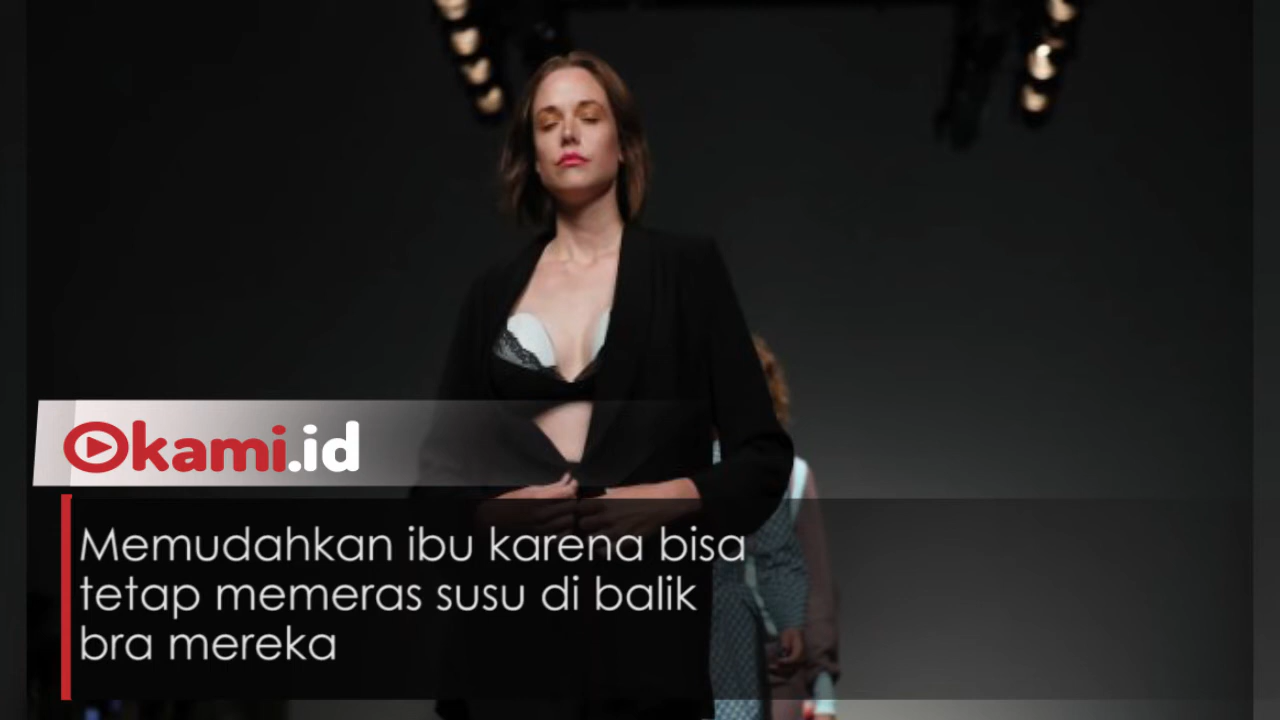 Okami.id
Memudahkan ibu karena bisa
tetap memeras susu di balik
bra mereka